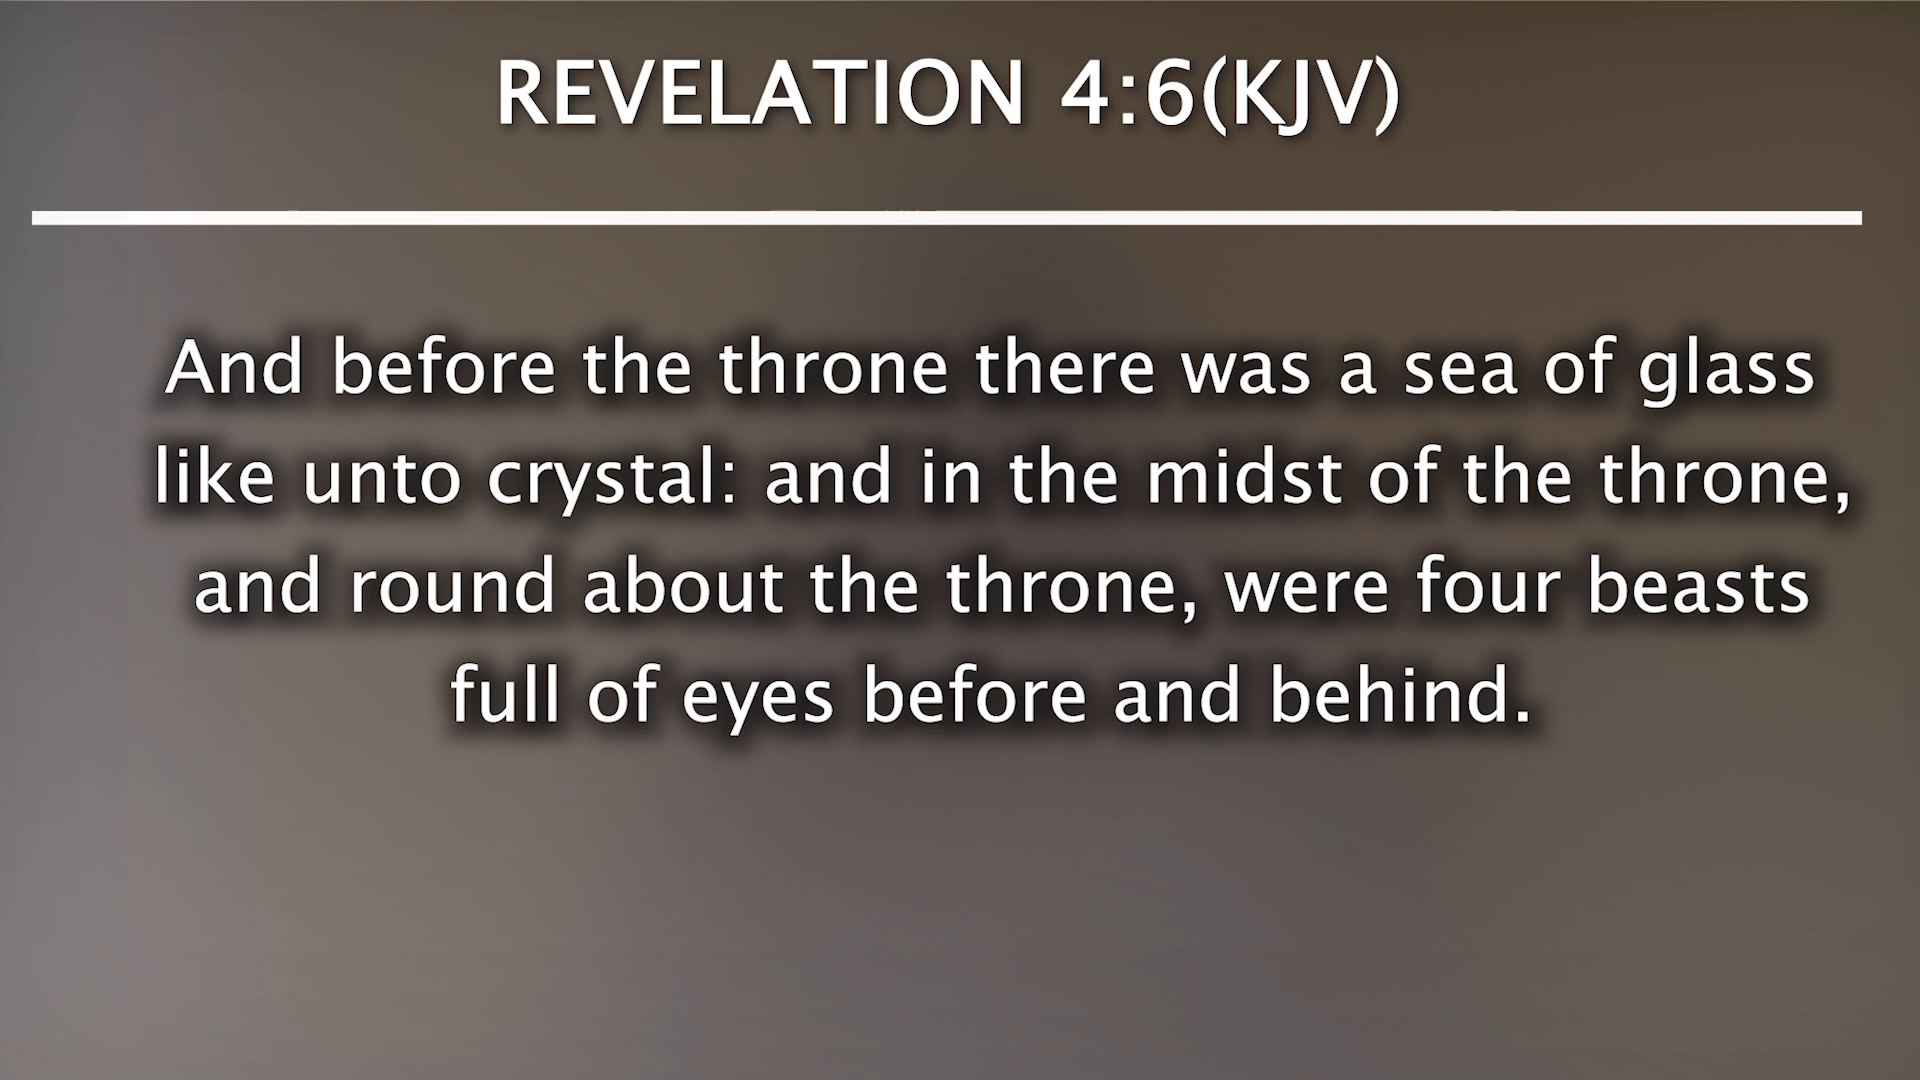 REVELATION 4:6(KJV)
And before the throne there was a sea of glass
like unto crystal: and in the midst of the throne,
and round about the throne, were four beasts
full of eyes before and behind.